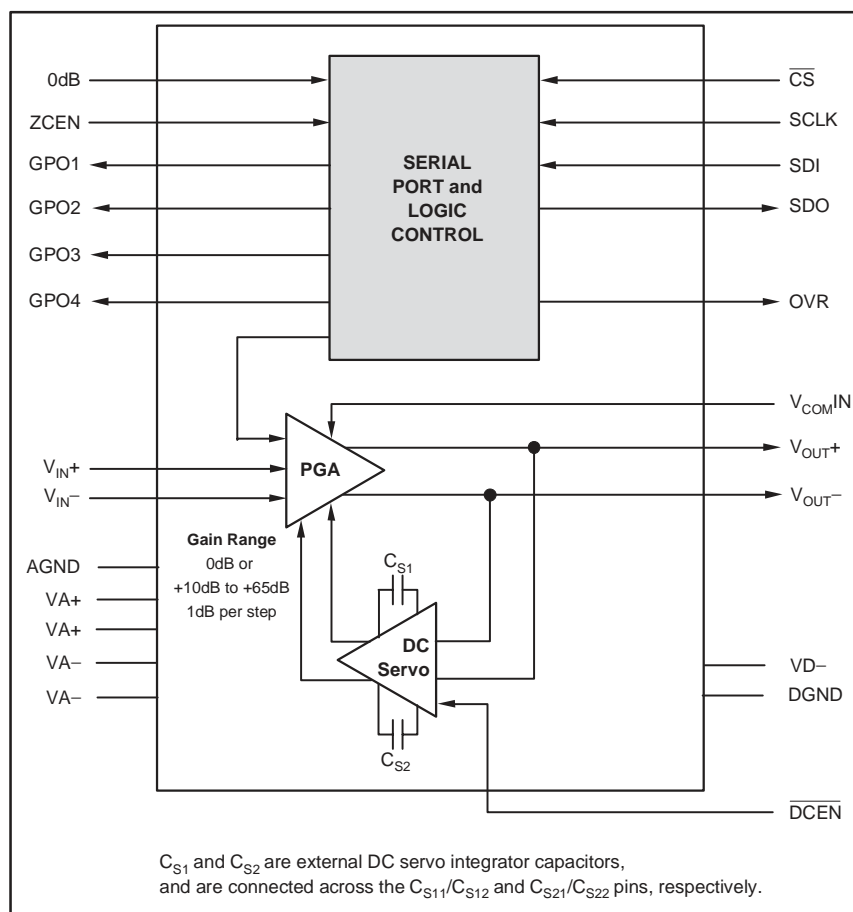 0dB
ZCEN
GPO1
GPO2
GPO3
GPO4
SERIAL
PORT and
LOGIC
CONTROL
C̅S̅
SCLK
SDI
SDO
OVR
VCOMIN
VOUT+
VOUT−
VIN+
VIN−
PGA
Gain Range
0dB or
+10dB to +65dB
1dB per step
AGND
VA+
VA+
VA−
VA−
CS1
DC
Servo
CS2
VD−
DGND
D̅C̅E̅N̅
CS1 and CS2 are external DC servo integrator capacitors,
and are connected across the CS11/CS12 and CS21/CS22 pins, respectively.